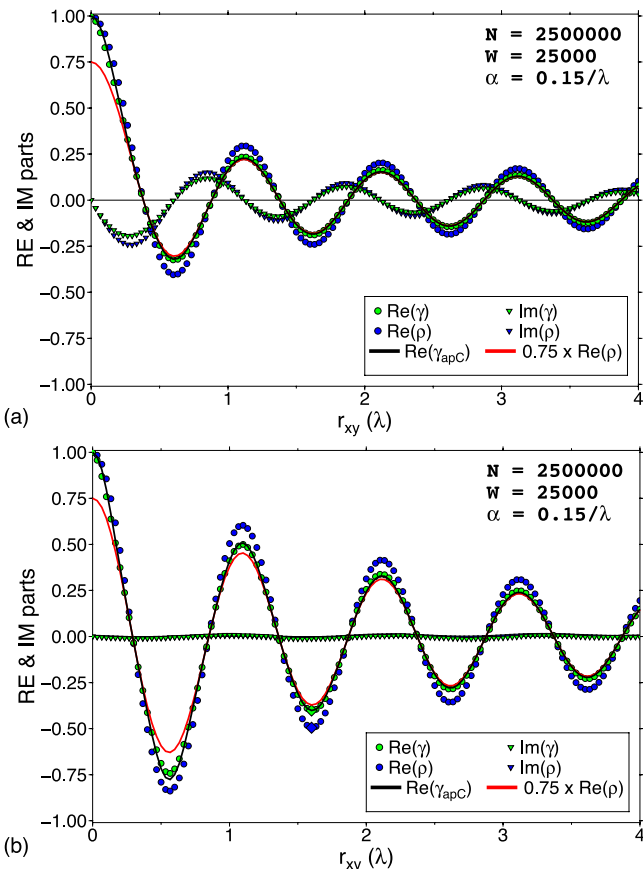 1.00
0.75
0.50
0.25
0.00
−0.25
−0.50
−0.75
−1.00
RE & IM parts
N = 2500000
W = 25000
α = 0.15/λ
Re(γ)
Im(γ)
Re(ρ)
Im(ρ)
Re(γapC)
0.75 x Re(ρ)
0
1
2
3
4
rxy (λ)
(a)
1.00
0.75
0.50
0.25
0.00
−0.25
−0.50
−0.75
−1.00
RE & IM parts
N = 2500000
W = 25000
α = 0.15/λ
Re(γ)
Im(γ)
Re(ρ)
Im(ρ)
Re(γapC)
0.75 x Re(ρ)
0
1
2
3
4
rxy (λ)
(b)